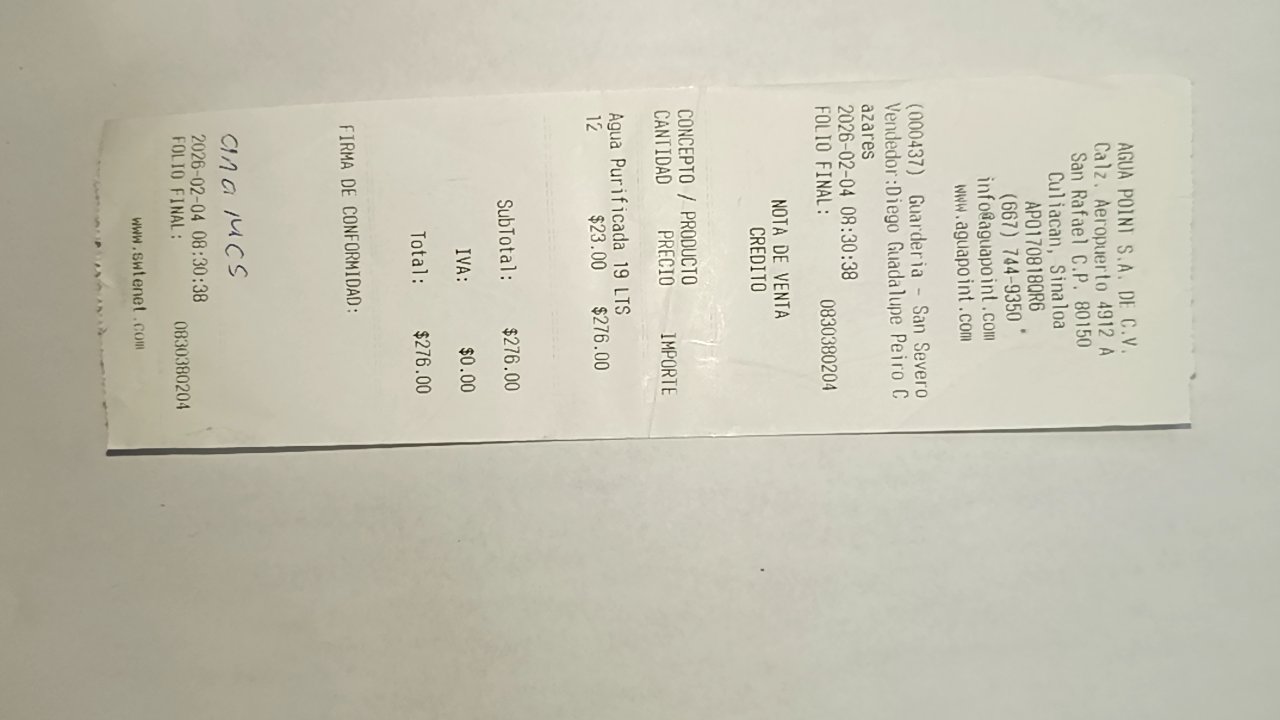 AGUA POINT S.A. DE C.V.
Calz. Aeropuerto 4912 A
San Rafael C.P. 80150
Culiacan, Sinaloa
APO170818QR6
(667) 744-9350
info@aguapoint.com
www.aguapoint.com
(000437) Guarderia - San Severo
Vendedor:Diego Guadalupe Peiro C
azares
2026-02-04 08:30:38
FOLIO FINAL: 0830380204
NOTA DE VENTA
CREDITO
CONCEPTO / PRODUCTO
CANTIDAD PRECIO IMPORTE
Agua Purificada 19 LTS
12 $23.00 $276.00
SubTotal: $276.00
IVA: $0.00
Total: $276.00
FIRMA DE CONFORMIDAD:
ana MCS
2026-02-04 08:30:38
FOLIO FINAL: 0830380204
www.swtenet.com